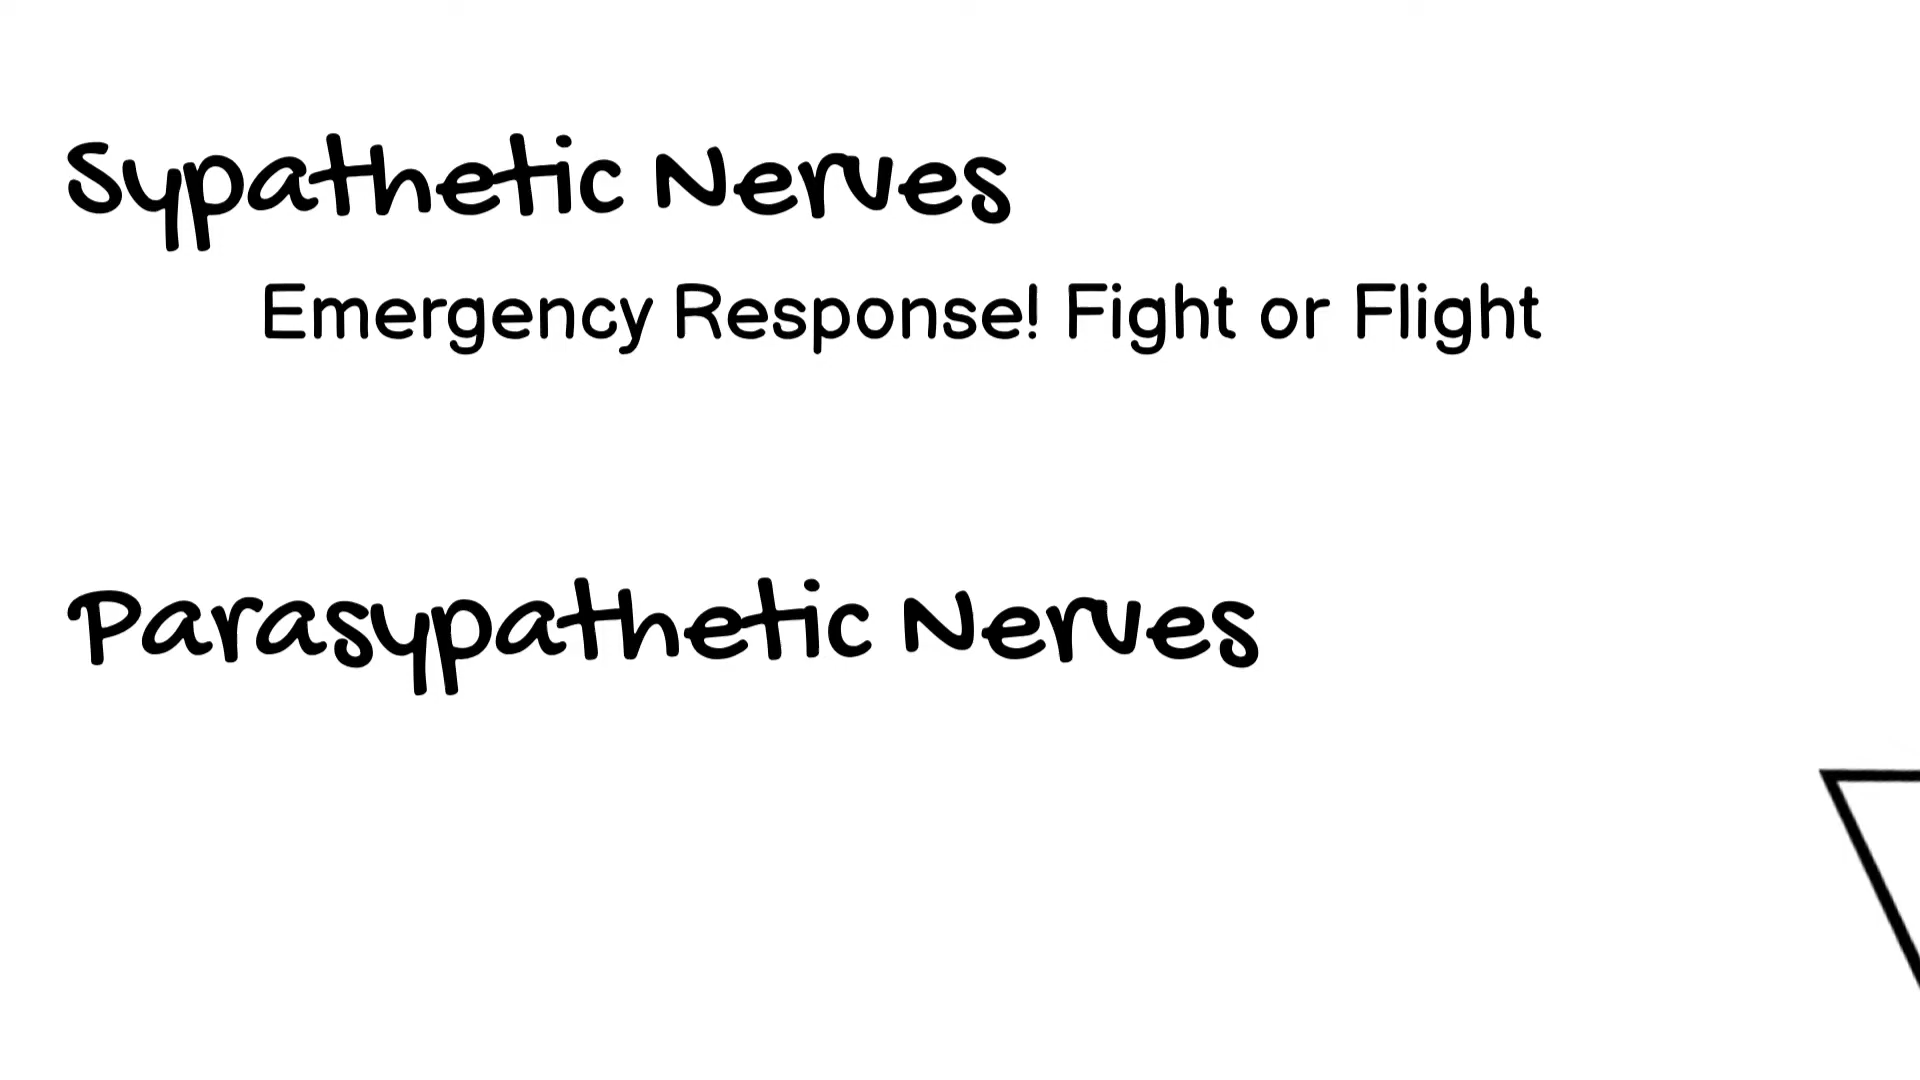 Sypathetic Nerves
Emergency Response! Fight or Flight
Parasypathetic Nerves